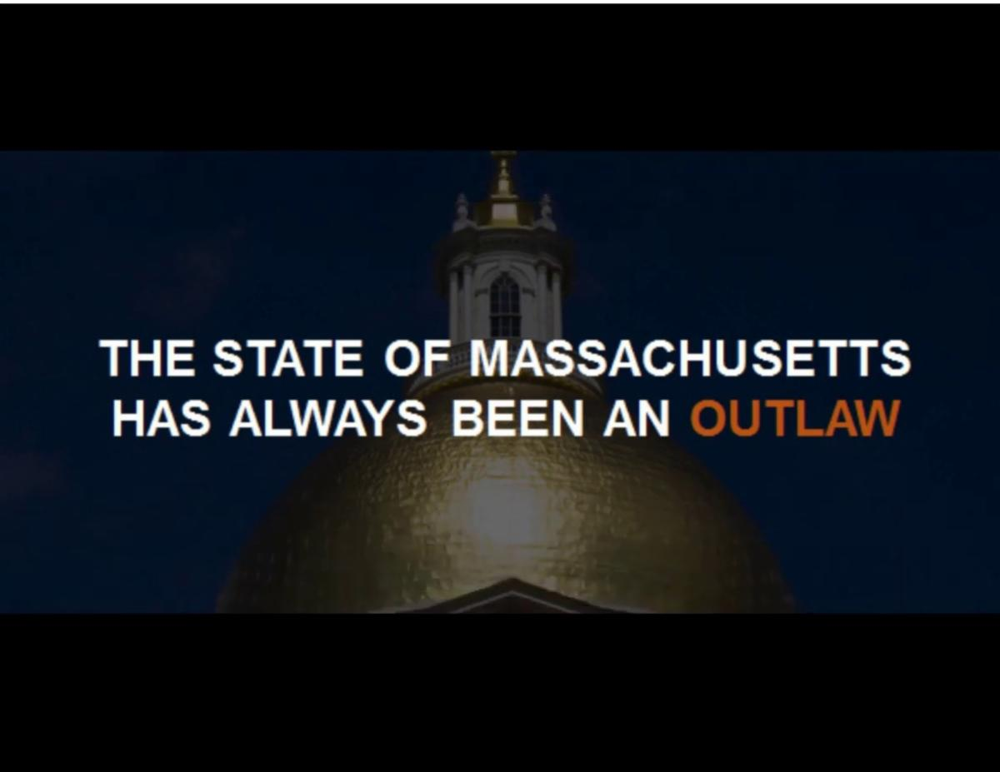 THE STATE OF MASSACHUSETTS
HAS ALWAYS BEEN AN OUTLAW